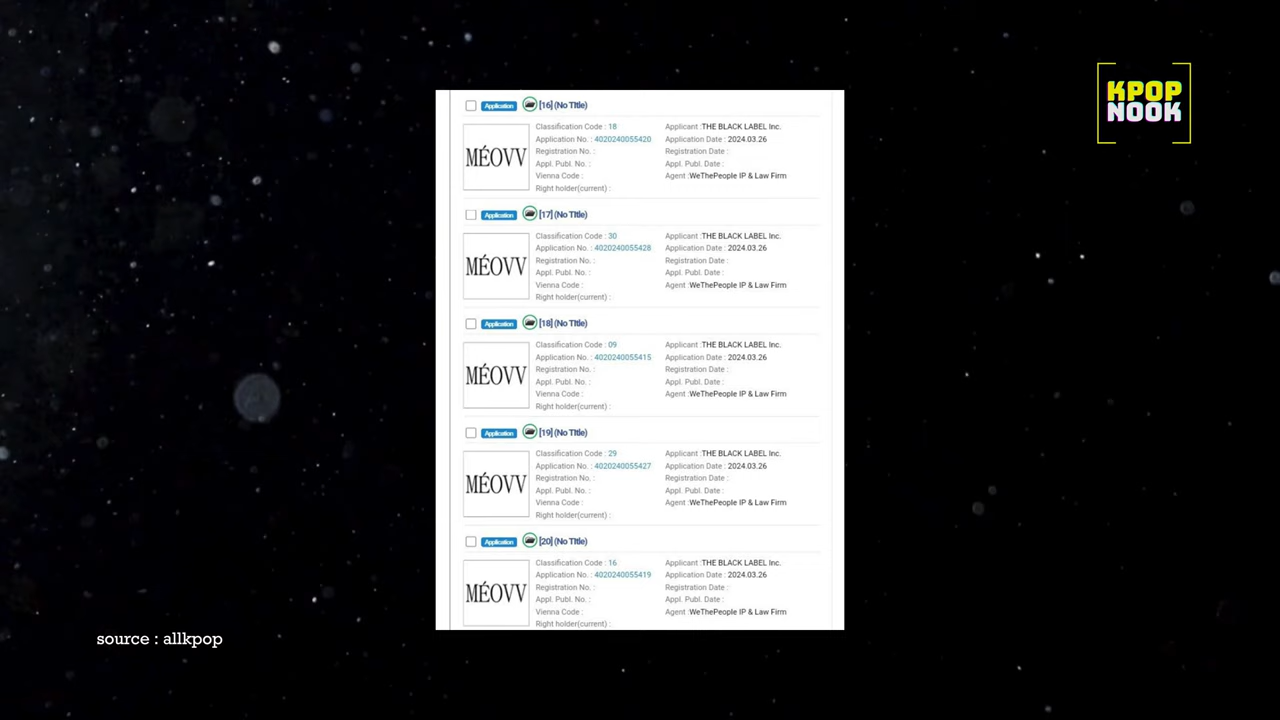 KPOP
NOOK
Application [16] (No Title)
MÉOVV
Classification Code : 18 Applicant :THE BLACK LABEL Inc.
Application No. : 4020240055420 Application Date : 2024.03.26
Registration No. : Registration Date :
Appl. Publ. No. : Appl. Publ. Date :
Vienna Code : Agent :WeThePeople IP & Law Firm
Right holder(current) :
Application [17] (No Title)
MÉOVV
Classification Code : 30 Applicant :THE BLACK LABEL Inc.
Application No. : 4020240055428 Application Date : 2024.03.26
Registration No. : Registration Date :
Appl. Publ. No. : Appl. Publ. Date :
Vienna Code : Agent :WeThePeople IP & Law Firm
Right holder(current) :
Application [18] (No Title)
MÉOVV
Classification Code : 09 Applicant :THE BLACK LABEL Inc.
Application No. : 4020240055415 Application Date : 2024.03.26
Registration No. : Registration Date :
Appl. Publ. No. : Appl. Publ. Date :
Vienna Code : Agent :WeThePeople IP & Law Firm
Right holder(current) :
Application [19] (No Title)
MÉOVV
Classification Code : 29 Applicant :THE BLACK LABEL Inc.
Application No. : 4020240055427 Application Date : 2024.03.26
Registration No. : Registration Date :
Appl. Publ. No. : Appl. Publ. Date :
Vienna Code : Agent :WeThePeople IP & Law Firm
Right holder(current) :
Application [20] (No Title)
MÉOVV
Classification Code : 16 Applicant :THE BLACK LABEL Inc.
Application No. : 4020240055419 Application Date : 2024.03.26
Registration No. : Registration Date :
Appl. Publ. No. : Appl. Publ. Date :
Vienna Code : Agent :WeThePeople IP & Law Firm
Right holder(current) :
source : allkpop